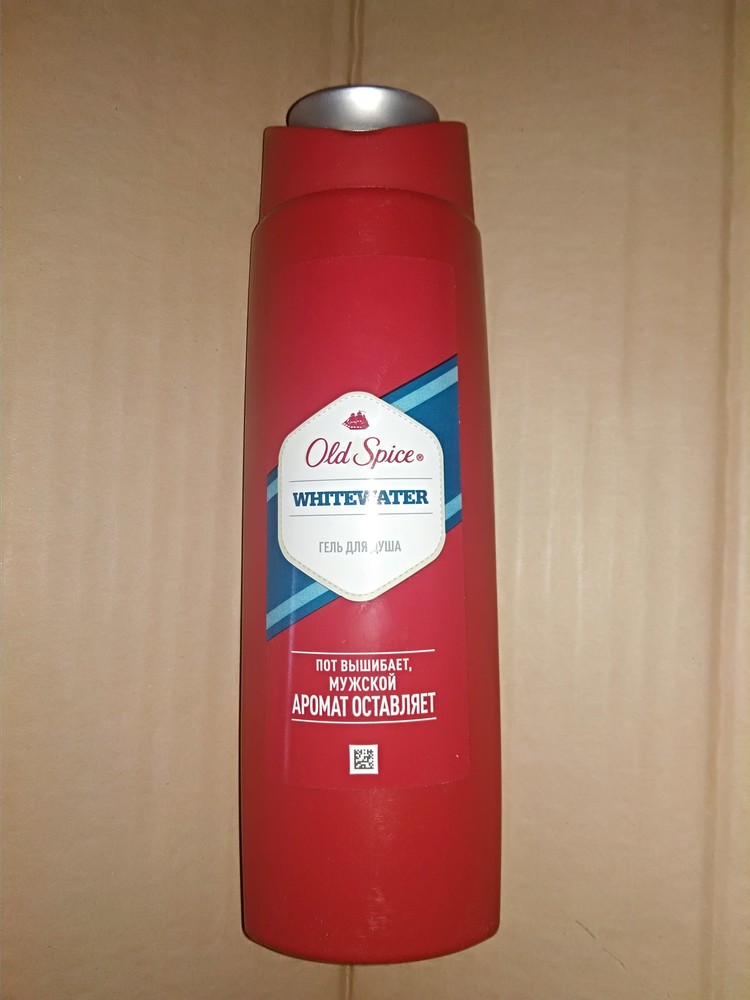 Old Spice®
WHITEWATER
ГЕЛЬ ДЛЯ ДУША
ПОТ ВЫШИБАЕТ,
МУЖСКОЙ
АРОМАТ ОСТАВЛЯЕТ